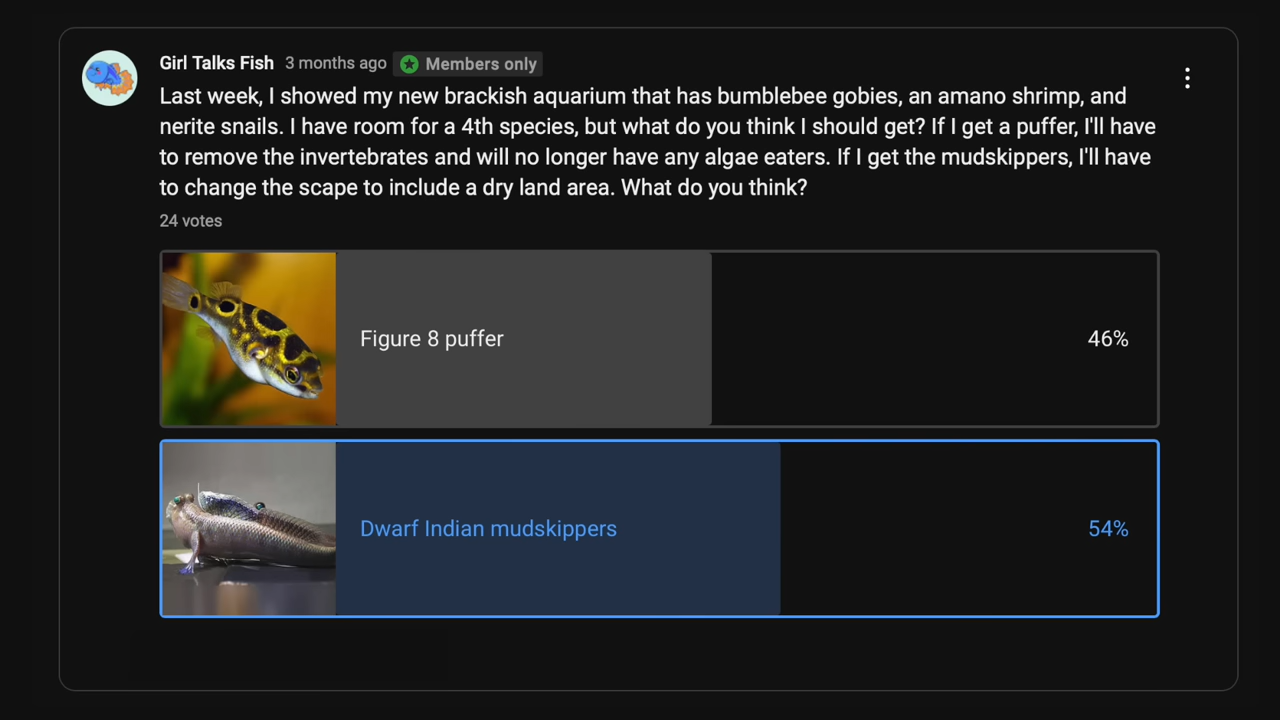 Girl Talks Fish 3 months ago Members only
Last week, I showed my new brackish aquarium that has bumblebee gobies, an amano shrimp, and
nerite snails. I have room for a 4th species, but what do you think I should get? If I get a puffer, I'll have
to remove the invertebrates and will no longer have any algae eaters. If I get the mudskippers, I'll have
to change the scape to include a dry land area. What do you think?
24 votes
Figure 8 puffer 46%
Dwarf Indian mudskippers 54%